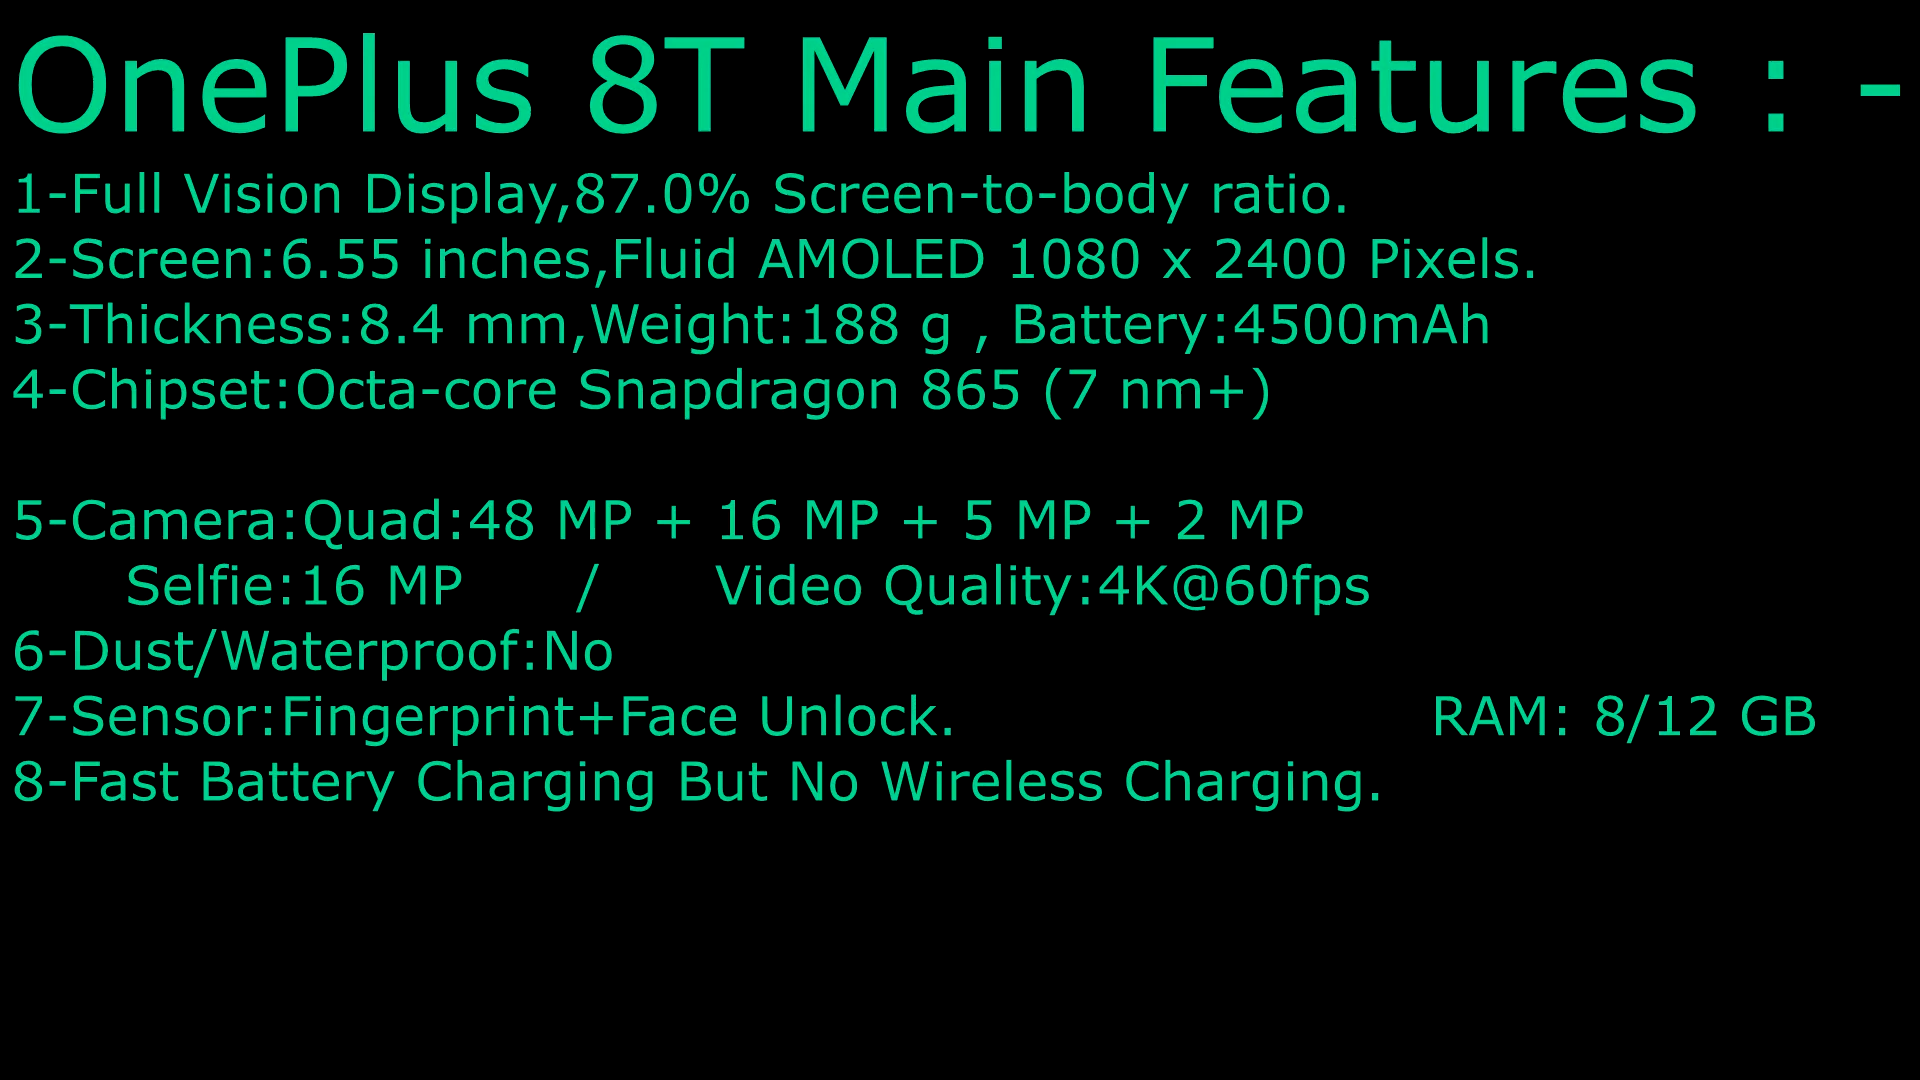 OnePlus 8T Main Features : -
1-Full Vision Display,87.0% Screen-to-body ratio.
2-Screen:6.55 inches,Fluid AMOLED 1080 x 2400 Pixels.
3-Thickness:8.4 mm,Weight:188 g , Battery:4500mAh
4-Chipset:Octa-core Snapdragon 865 (7 nm+)
5-Camera:Quad:48 MP + 16 MP + 5 MP + 2 MP
Selfie:16 MP / Video Quality:4K@60fps
6-Dust/Waterproof:No
7-Sensor:Fingerprint+Face Unlock. RAM: 8/12 GB
8-Fast Battery Charging But No Wireless Charging.